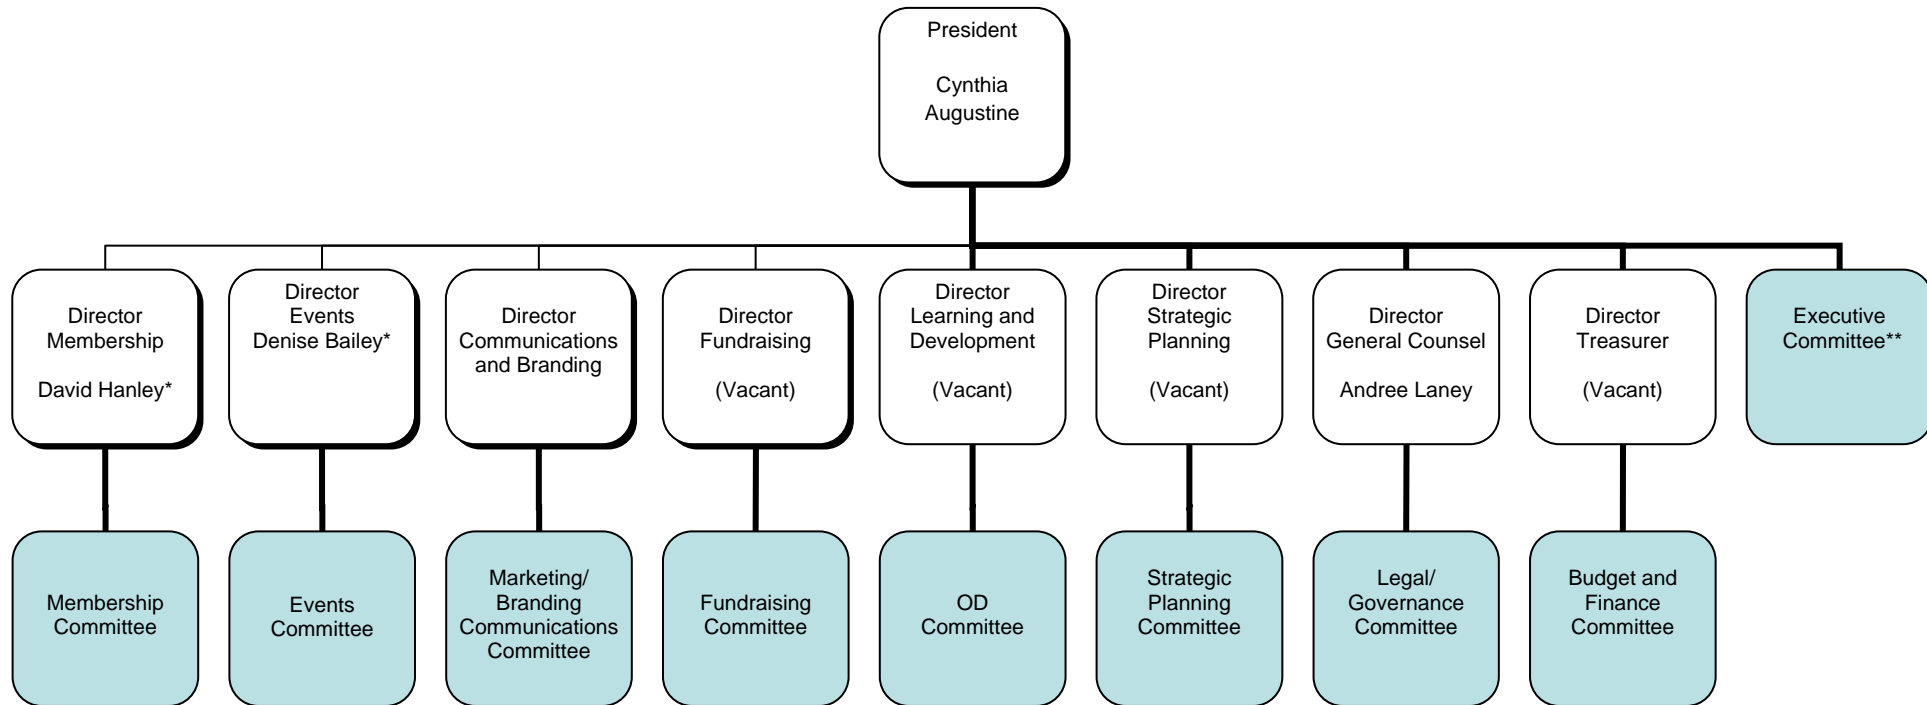 President
Cynthia
Augustine
Director
Membership
David Hanley*
Director
Events
Denise Bailey*
Director
Communications
and Branding
Director
Fundraising
(Vacant)
Director
Learning and
Development
(Vacant)
Director
Strategic
Planning
(Vacant)
Director
General Counsel
Andree Laney
Director
Treasurer
(Vacant)
Executive
Committee**
Membership
Committee
Events
Committee
Marketing/
Branding
Communications
Committee
Fundraising
Committee
OD
Committee
Strategic
Planning
Committee
Legal/
Governance
Committee
Budget and
Finance
Committee